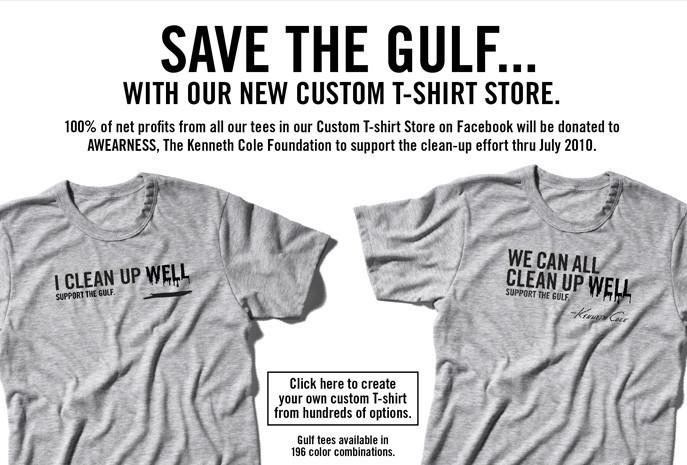 SAVE THE GULF...
WITH OUR NEW CUSTOM T-SHIRT STORE.
100% of net profits from all our tees in our Custom T-shirt Store on Facebook will be donated to
AWEARNESS, The Kenneth Cole Foundation to support the clean-up effort thru July 2010.
I CLEAN UP WELL
SUPPORT THE GULF.
WE CAN ALL
CLEAN UP WELL
SUPPORT THE GULF.
-Kenneth Cole
Click here to create
your own custom T-shirt
from hundreds of options.
Gulf tees available in
196 color combinations.